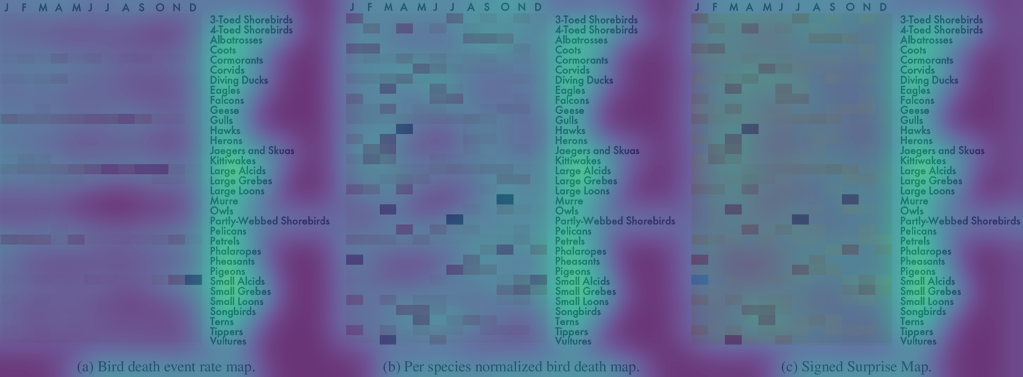 J F M A M J J A S O N D
3-Toed Shorebirds
4-Toed Shorebirds
Albatrosses
Coots
Cormorants
Corvids
Diving Ducks
Eagles
Falcons
Geese
Gulls
Hawks
Herons
Jaegers and Skuas
Kittiwakes
Large Alcids
Large Grebes
Large Loons
Murre
Owls
Partly-Webbed Shorebirds
Pelicans
Petrels
Phalaropes
Pheasants
Pigeons
Small Alcids
Small Grebes
Small Loons
Songbirds
Terns
Tippers
Vultures
(a) Bird death event rate map.
J F M A M J J A S O N D
3-Toed Shorebirds
4-Toed Shorebirds
Albatrosses
Coots
Cormorants
Corvids
Diving Ducks
Eagles
Falcons
Geese
Gulls
Hawks
Herons
Jaegers and Skuas
Kittiwakes
Large Alcids
Large Grebes
Large Loons
Murre
Owls
Partly-Webbed Shorebirds
Pelicans
Petrels
Phalaropes
Pheasants
Pigeons
Small Alcids
Small Grebes
Small Loons
Songbirds
Terns
Tippers
Vultures
(b) Per species normalized bird death map.
J F M A M J J A S O N D
3-Toed Shorebirds
4-Toed Shorebirds
Albatrosses
Coots
Cormorants
Corvids
Diving Ducks
Eagles
Falcons
Geese
Gulls
Hawks
Herons
Jaegers and Skuas
Kittiwakes
Large Alcids
Large Grebes
Large Loons
Murre
Owls
Partly-Webbed Shorebirds
Pelicans
Petrels
Phalaropes
Pheasants
Pigeons
Small Alcids
Small Grebes
Small Loons
Songbirds
Terns
Tippers
Vultures
(c) Signed Surprise Map.